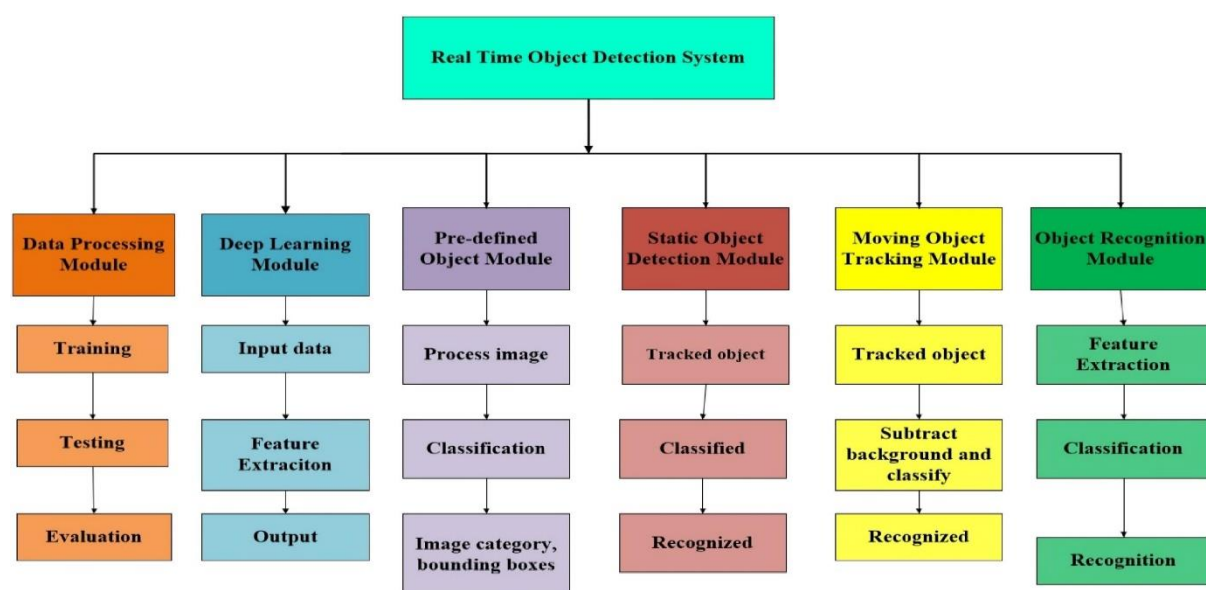 Real Time Object Detection System
Data Processing
Module
Deep Learning
Module
Pre-defined
Object Module
Static Object
Detection Module
Moving Object
Tracking Module
Object Recognition
Module
Training
Input data
Process image
Tracked object
Tracked object
Feature
Extraction
Testing
Feature
Extraciton
Classification
Classified
Subtract
background and
classify
Classification
Evaluation
Output
Image category,
bounding boxes
Recognized
Recognized
Recognition